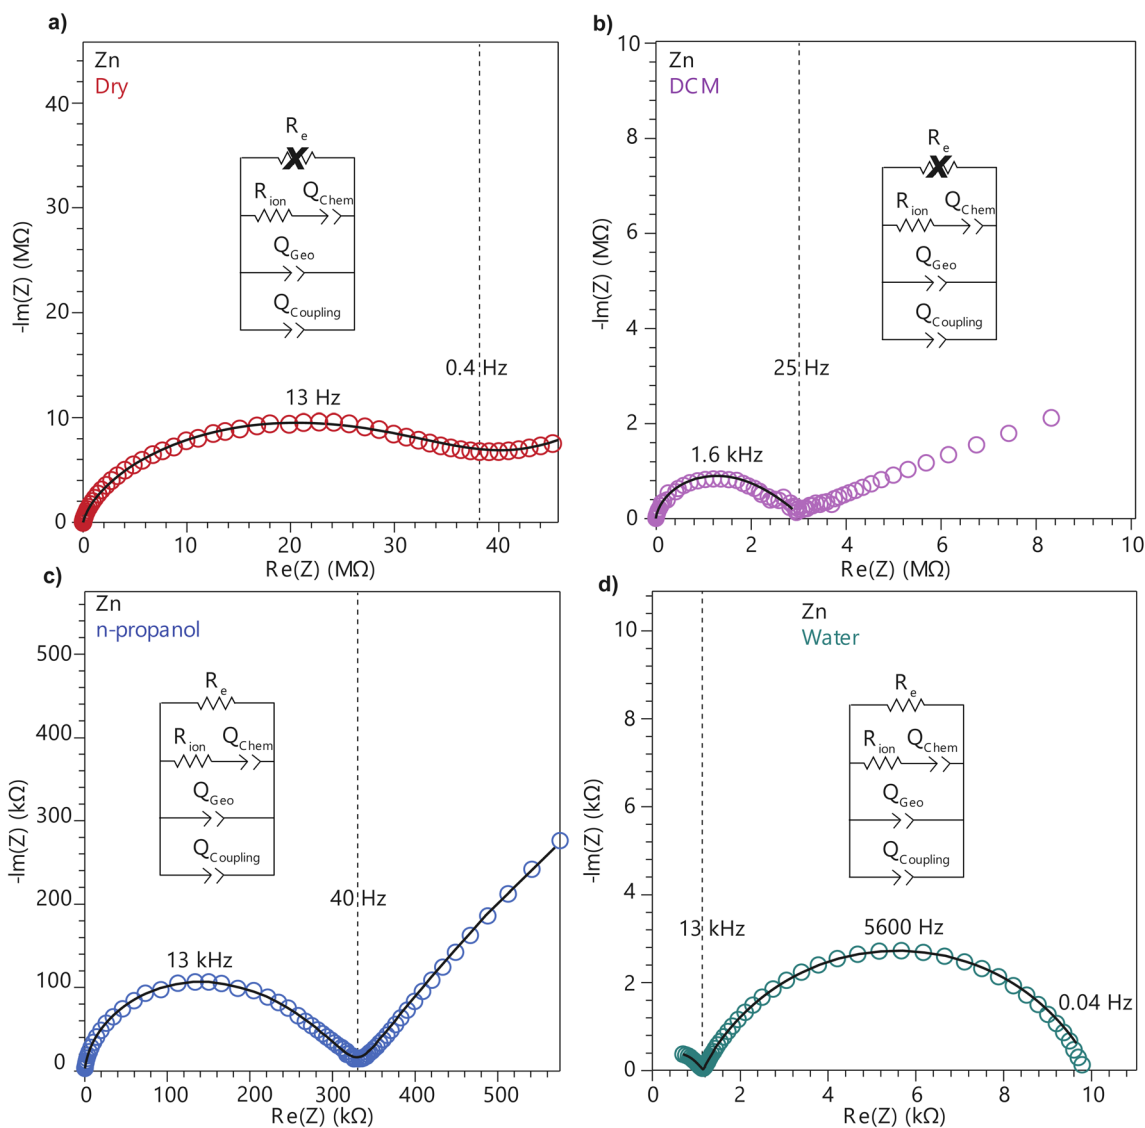 a)
Zn
Dry
40
30
20
10
0
-Im(Z) (MΩ)
R e
R ion Q Chem
Q Geo
Q Coupling
0.4 Hz
13 Hz
0 10 20 30 40
Re(Z) (MΩ)
b)
Zn
DCM
10
8
6
4
2
0
-Im(Z) (MΩ)
R e
R ion Q Chem
Q Geo
Q Coupling
25 Hz
1.6 kHz
0 2 4 6 8 10
Re(Z) (MΩ)
c)
Zn
n-propanol
500
400
300
200
100
0
-Im(Z) (kΩ)
R e
R ion Q Chem
Q Geo
Q Coupling
40 Hz
13 kHz
0 100 200 300 400 500
Re(Z) (kΩ)
d)
Zn
Water
10
8
6
4
2
0
-Im(Z) (kΩ)
R e
R ion Q Chem
Q Geo
Q Coupling
13 kHz
5600 Hz
0.04 Hz
0 2 4 6 8 10
Re(Z) (kΩ)